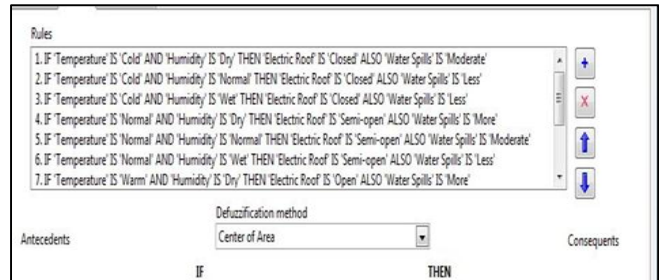 Rules
1. IF 'Temperature' IS 'Cold' AND 'Humidity' IS 'Dry' THEN 'Electric Roof' IS 'Closed' ALSO 'Water Spills' IS 'Moderate'
2. IF 'Temperature' IS 'Cold' AND 'Humidity' IS 'Normal' THEN 'Electric Roof' IS 'Closed' ALSO 'Water Spills' IS 'Less'
3. IF 'Temperature' IS 'Cold' AND 'Humidity' IS 'Wet' THEN 'Electric Roof' IS 'Closed' ALSO 'Water Spills' IS 'Less'
4. IF 'Temperature' IS 'Normal' AND 'Humidity' IS 'Dry' THEN 'Electric Roof' IS 'Semi-open' ALSO 'Water Spills' IS 'More'
5. IF 'Temperature' IS 'Normal' AND 'Humidity' IS 'Normal' THEN 'Electric Roof' IS 'Semi-open' ALSO 'Water Spills' IS 'Moderate'
6. IF 'Temperature' IS 'Normal' AND 'Humidity' IS 'Wet' THEN 'Electric Roof' IS 'Semi-open' ALSO 'Water Spills' IS 'Less'
7. IF 'Temperature' IS 'Warm' AND 'Humidity' IS 'Dry' THEN 'Electric Roof' IS 'Open' ALSO 'Water Spills' IS 'More'
Defuzzification method
Antecedents Center of Area Consequents
IF THEN